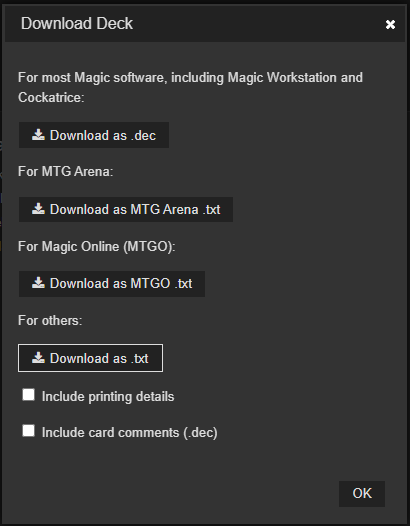 Download Deck
For most Magic software, including Magic Workstation and
Cockatrice:
Download as .dec
For MTG Arena:
Download as MTG Arena .txt
For Magic Online (MTGO):
Download as MTGO .txt
For others:
Download as .txt
Include printing details
Include card comments (.dec)
OK